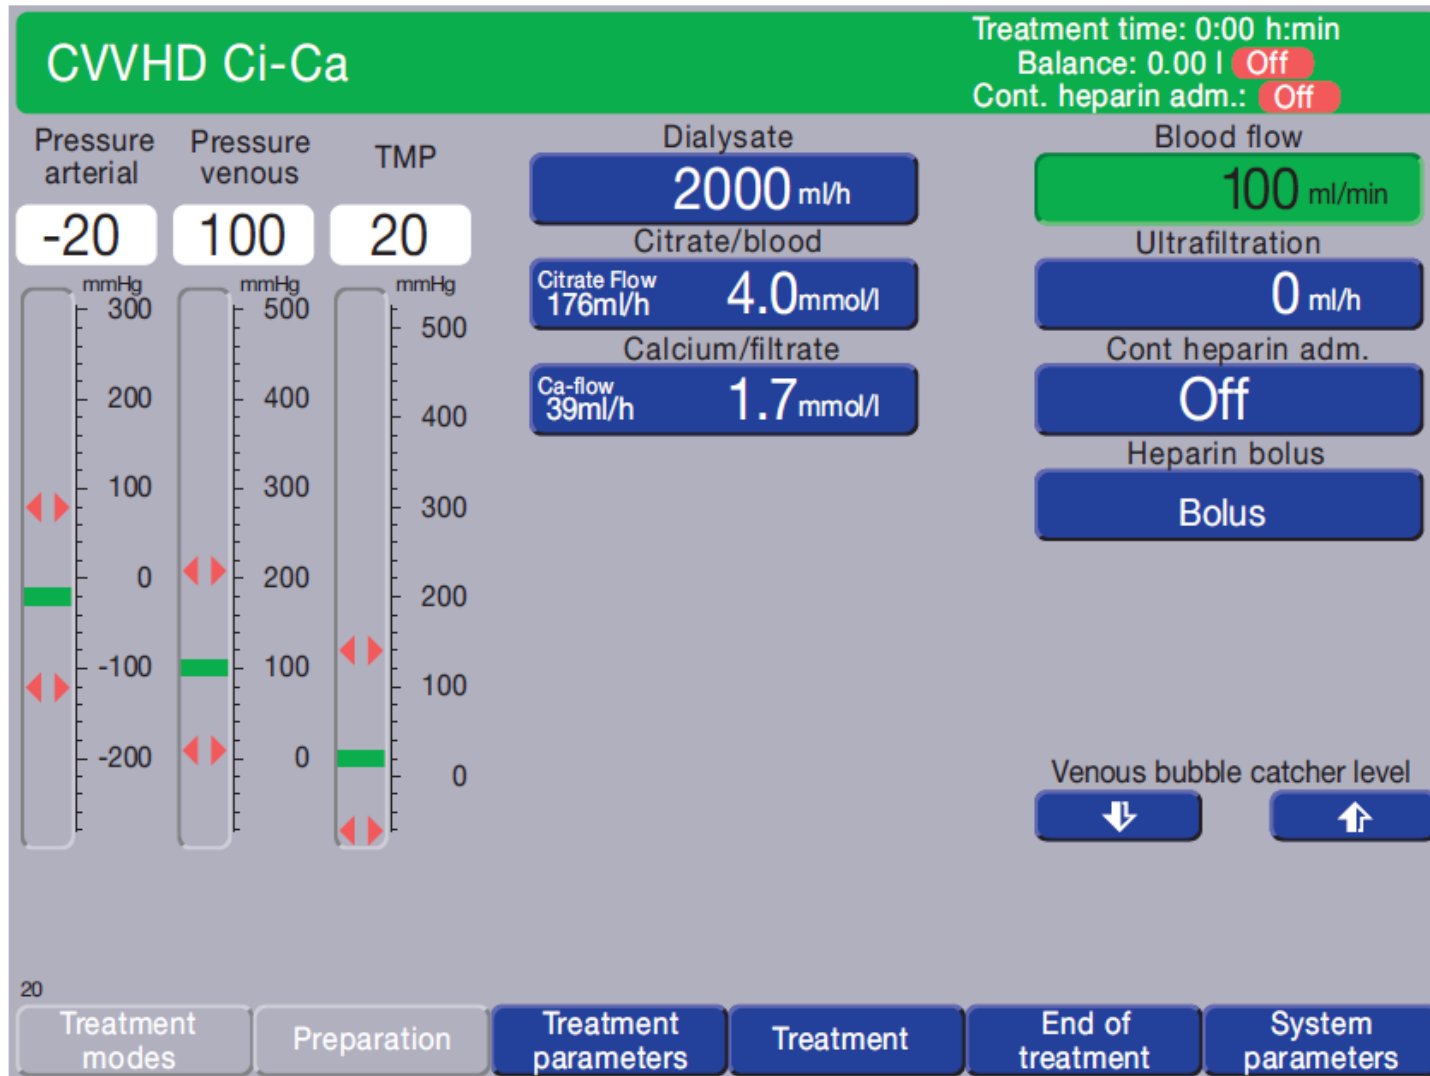 CVVHD Ci-Ca
Treatment time: 0:00 h:min
Balance: 0.00 l Off
Cont. heparin adm.: Off
Pressure
arterial
Pressure
venous
TMP
-20
100
20
mmHg
mmHg
mmHg
300
200
100
0
-100
-200
500
400
300
200
100
0
500
400
300
200
100
0
Dialysate
2000 ml/h
Citrate/blood
Citrate Flow
176ml/h
4.0mmol/l
Calcium/filtrate
Ca-flow
39ml/h
1.7mmol/l
Blood flow
100 ml/min
Ultrafiltration
0 ml/h
Cont heparin adm.
Off
Heparin bolus
Bolus
Venous bubble catcher level
20
Treatment
modes
Preparation
Treatment
parameters
Treatment
End of
treatment
System
parameters